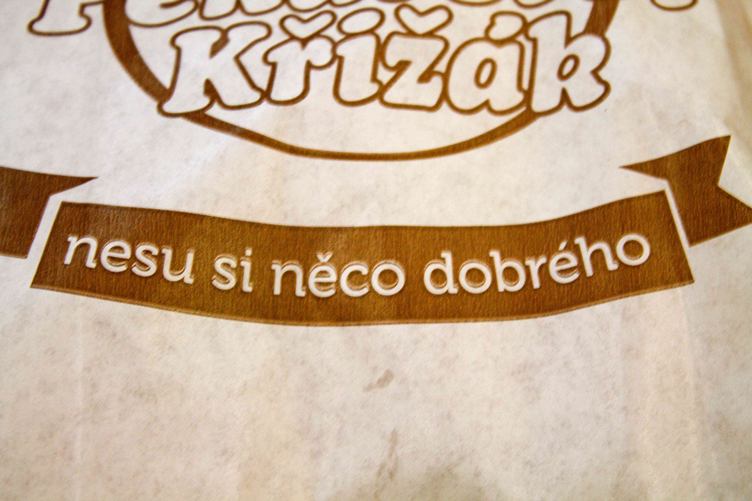 Křižák
nesu si něco dobrého